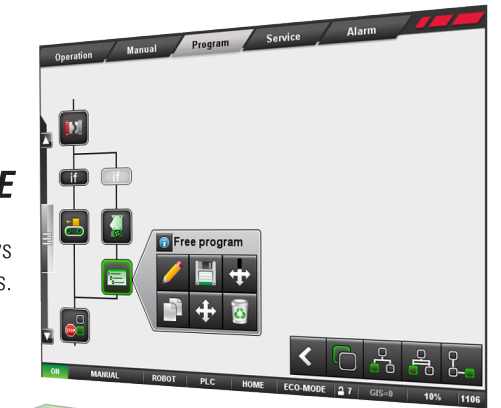 Operation Manual Program Service Alarm
E
if if
/s
s.
Free program
ON MANUAL ROBOT PLC HOME ECO-MODE 7 GIS=0 10% 1106